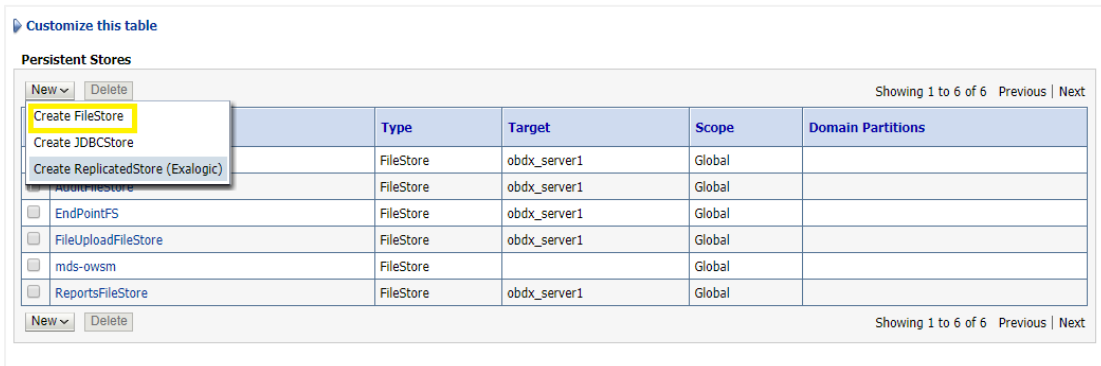 Customize this table
Persistent Stores
New Delete Showing 1 to 6 of 6 Previous | Next
Create FileStore
Create JDBCStore
Create ReplicatedStore (Exalogic)
Type Target Scope Domain Partitions
FileStore obdx_server1 Global
AuditFileStore FileStore obdx_server1 Global
EndPointFS FileStore obdx_server1 Global
FileUploadFileStore FileStore obdx_server1 Global
mds-owsm FileStore Global
ReportsFileStore FileStore obdx_server1 Global
New Delete Showing 1 to 6 of 6 Previous | Next